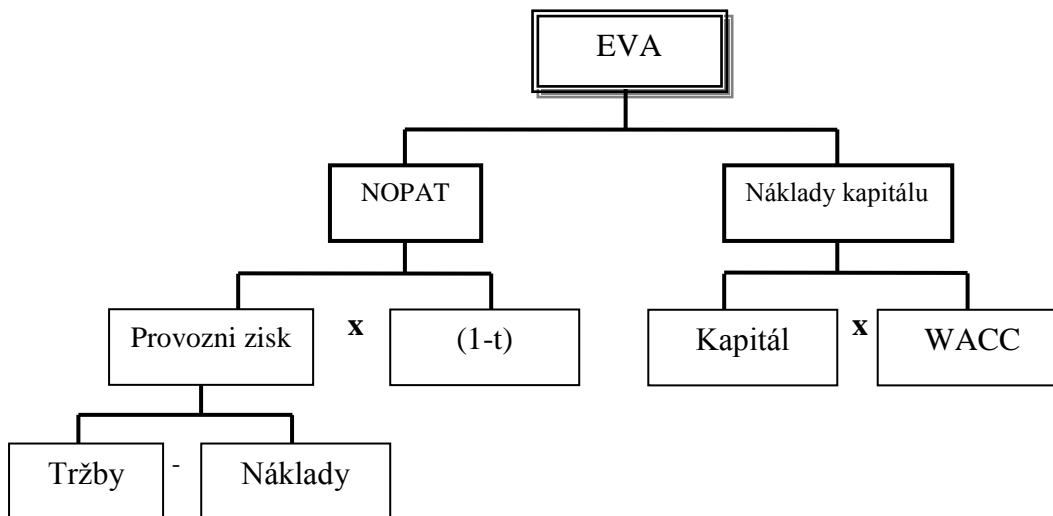 EVA
NOPAT
Náklady kapitálu
Provozni zisk
x
(1-t)
Kapitál
x
WACC
Tržby
-
Náklady